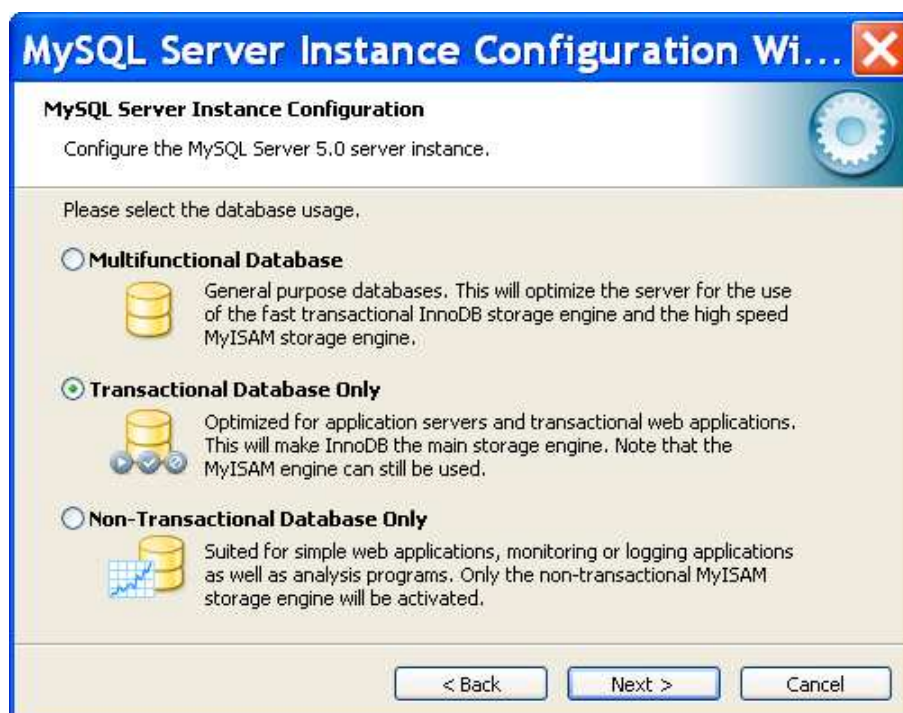 MySQL Server Instance Configuration Wi...
MySQL Server Instance Configuration
Configure the MySQL Server 5.0 server instance.
Please select the database usage.
Multifunctional Database
General purpose databases. This will optimize the server for the use
of the fast transactional InnoDB storage engine and the high speed
MyISAM storage engine.
Transactional Database Only
Optimized for application servers and transactional web applications.
This will make InnoDB the main storage engine. Note that the
MyISAM engine can still be used.
Non-Transactional Database Only
Suited for simple web applications, monitoring or logging applications
as well as analysis programs. Only the non-transactional MyISAM
storage engine will be activated.
< Back Next > Cancel